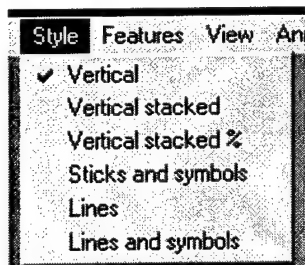 Style Features View
✔ Vertical
Vertical stacked
Vertical stacked %
Sticks and symbols
Lines
Lines and symbols